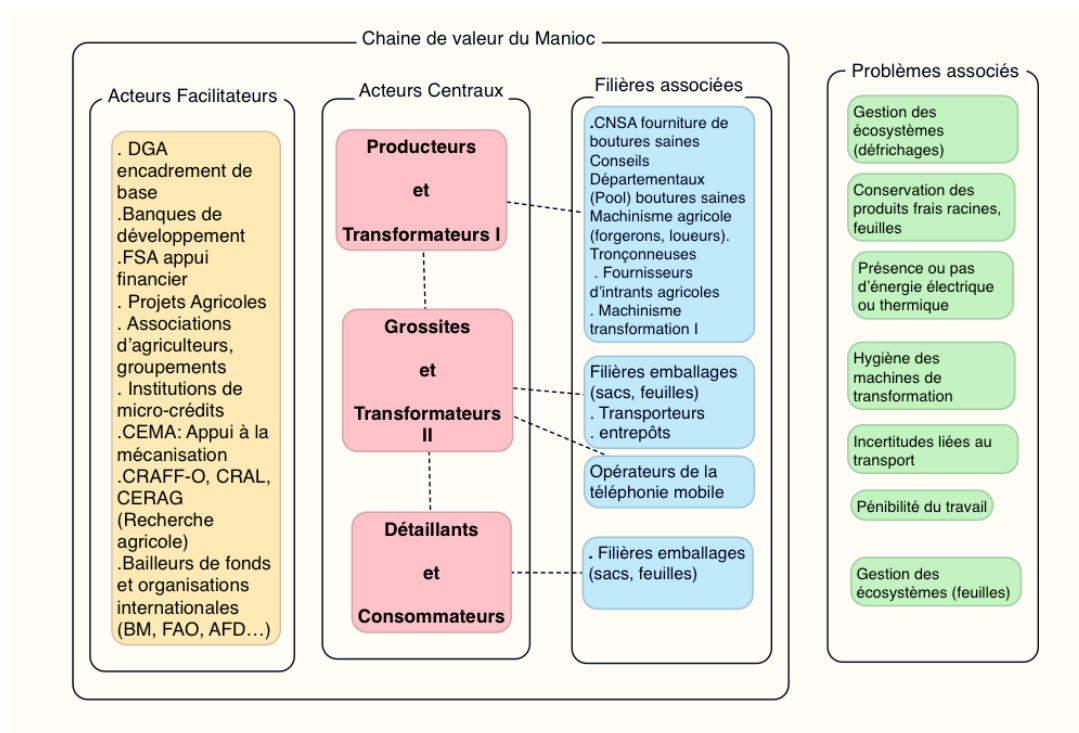 Chaine de valeur du Manioc
Acteurs Facilitateurs
. DGA
encadrement de
base
.Banques de
développement
.FSA appui
financier
. Projets Agricoles
. Associations
d’agriculteurs,
groupements
. Institutions de
micro-crédits
.CEMA: Appui à la
mécanisation
.CRAFF-O, CRAL,
CERAG
(Recherche
agricole)
.Bailleurs de fonds
et organisations
internationales
(BM, FAO, AFD…)
Acteurs Centraux
Producteurs
et
Transformateurs I
Grossites
et
Transformateurs
II
Détaillants
et
Consommateurs
Filières associées
.CNSA fourniture de
boutures saines
Conseils
Départementaux
(Pool) boutures saines
Machinisme agricole
(forgerons, loueurs).
Tronçonneuses
. Fournisseurs
d’intrants agricoles
. Machinisme
transformation I
Filières emballages
(sacs, feuilles)
. Transporteurs
. entrepôts
Opérateurs de la
téléphonie mobile
. Filières emballages
(sacs, feuilles)
Problèmes associés
Gestion des
écosystèmes
(défrichages)
Conservation des
produits frais racines,
feuilles
Présence ou pas
d’énergie électrique
ou thermique
Hygiène des
machines de
transformation
Incertitudes liées au
transport
Pénibilité du travail
Gestion des
écosystèmes (feuilles)